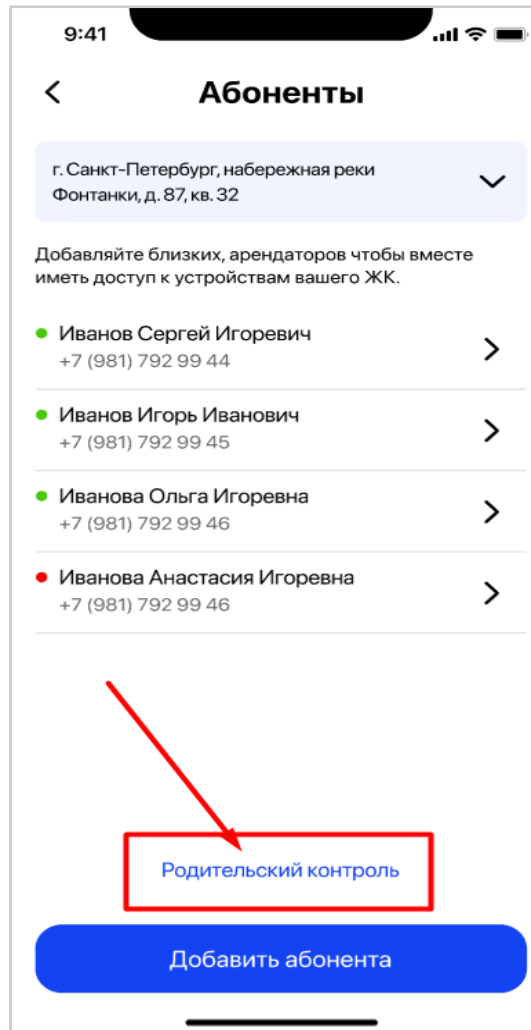 9:41
Абоненты
г. Санкт-Петербург, набережная реки
Фонтанки, д. 87, кв. 32
Добавляйте близких, арендаторов чтобы вместе
иметь доступ к устройствам вашего ЖК.
Иванов Сергей Игоревич
+7 (981) 792 99 44
Иванов Игорь Иванович
+7 (981) 792 99 45
Иванова Ольга Игоревна
+7 (981) 792 99 46
Иванова Анастасия Игоревна
+7 (981) 792 99 46
Родительский контроль
Добавить абонента